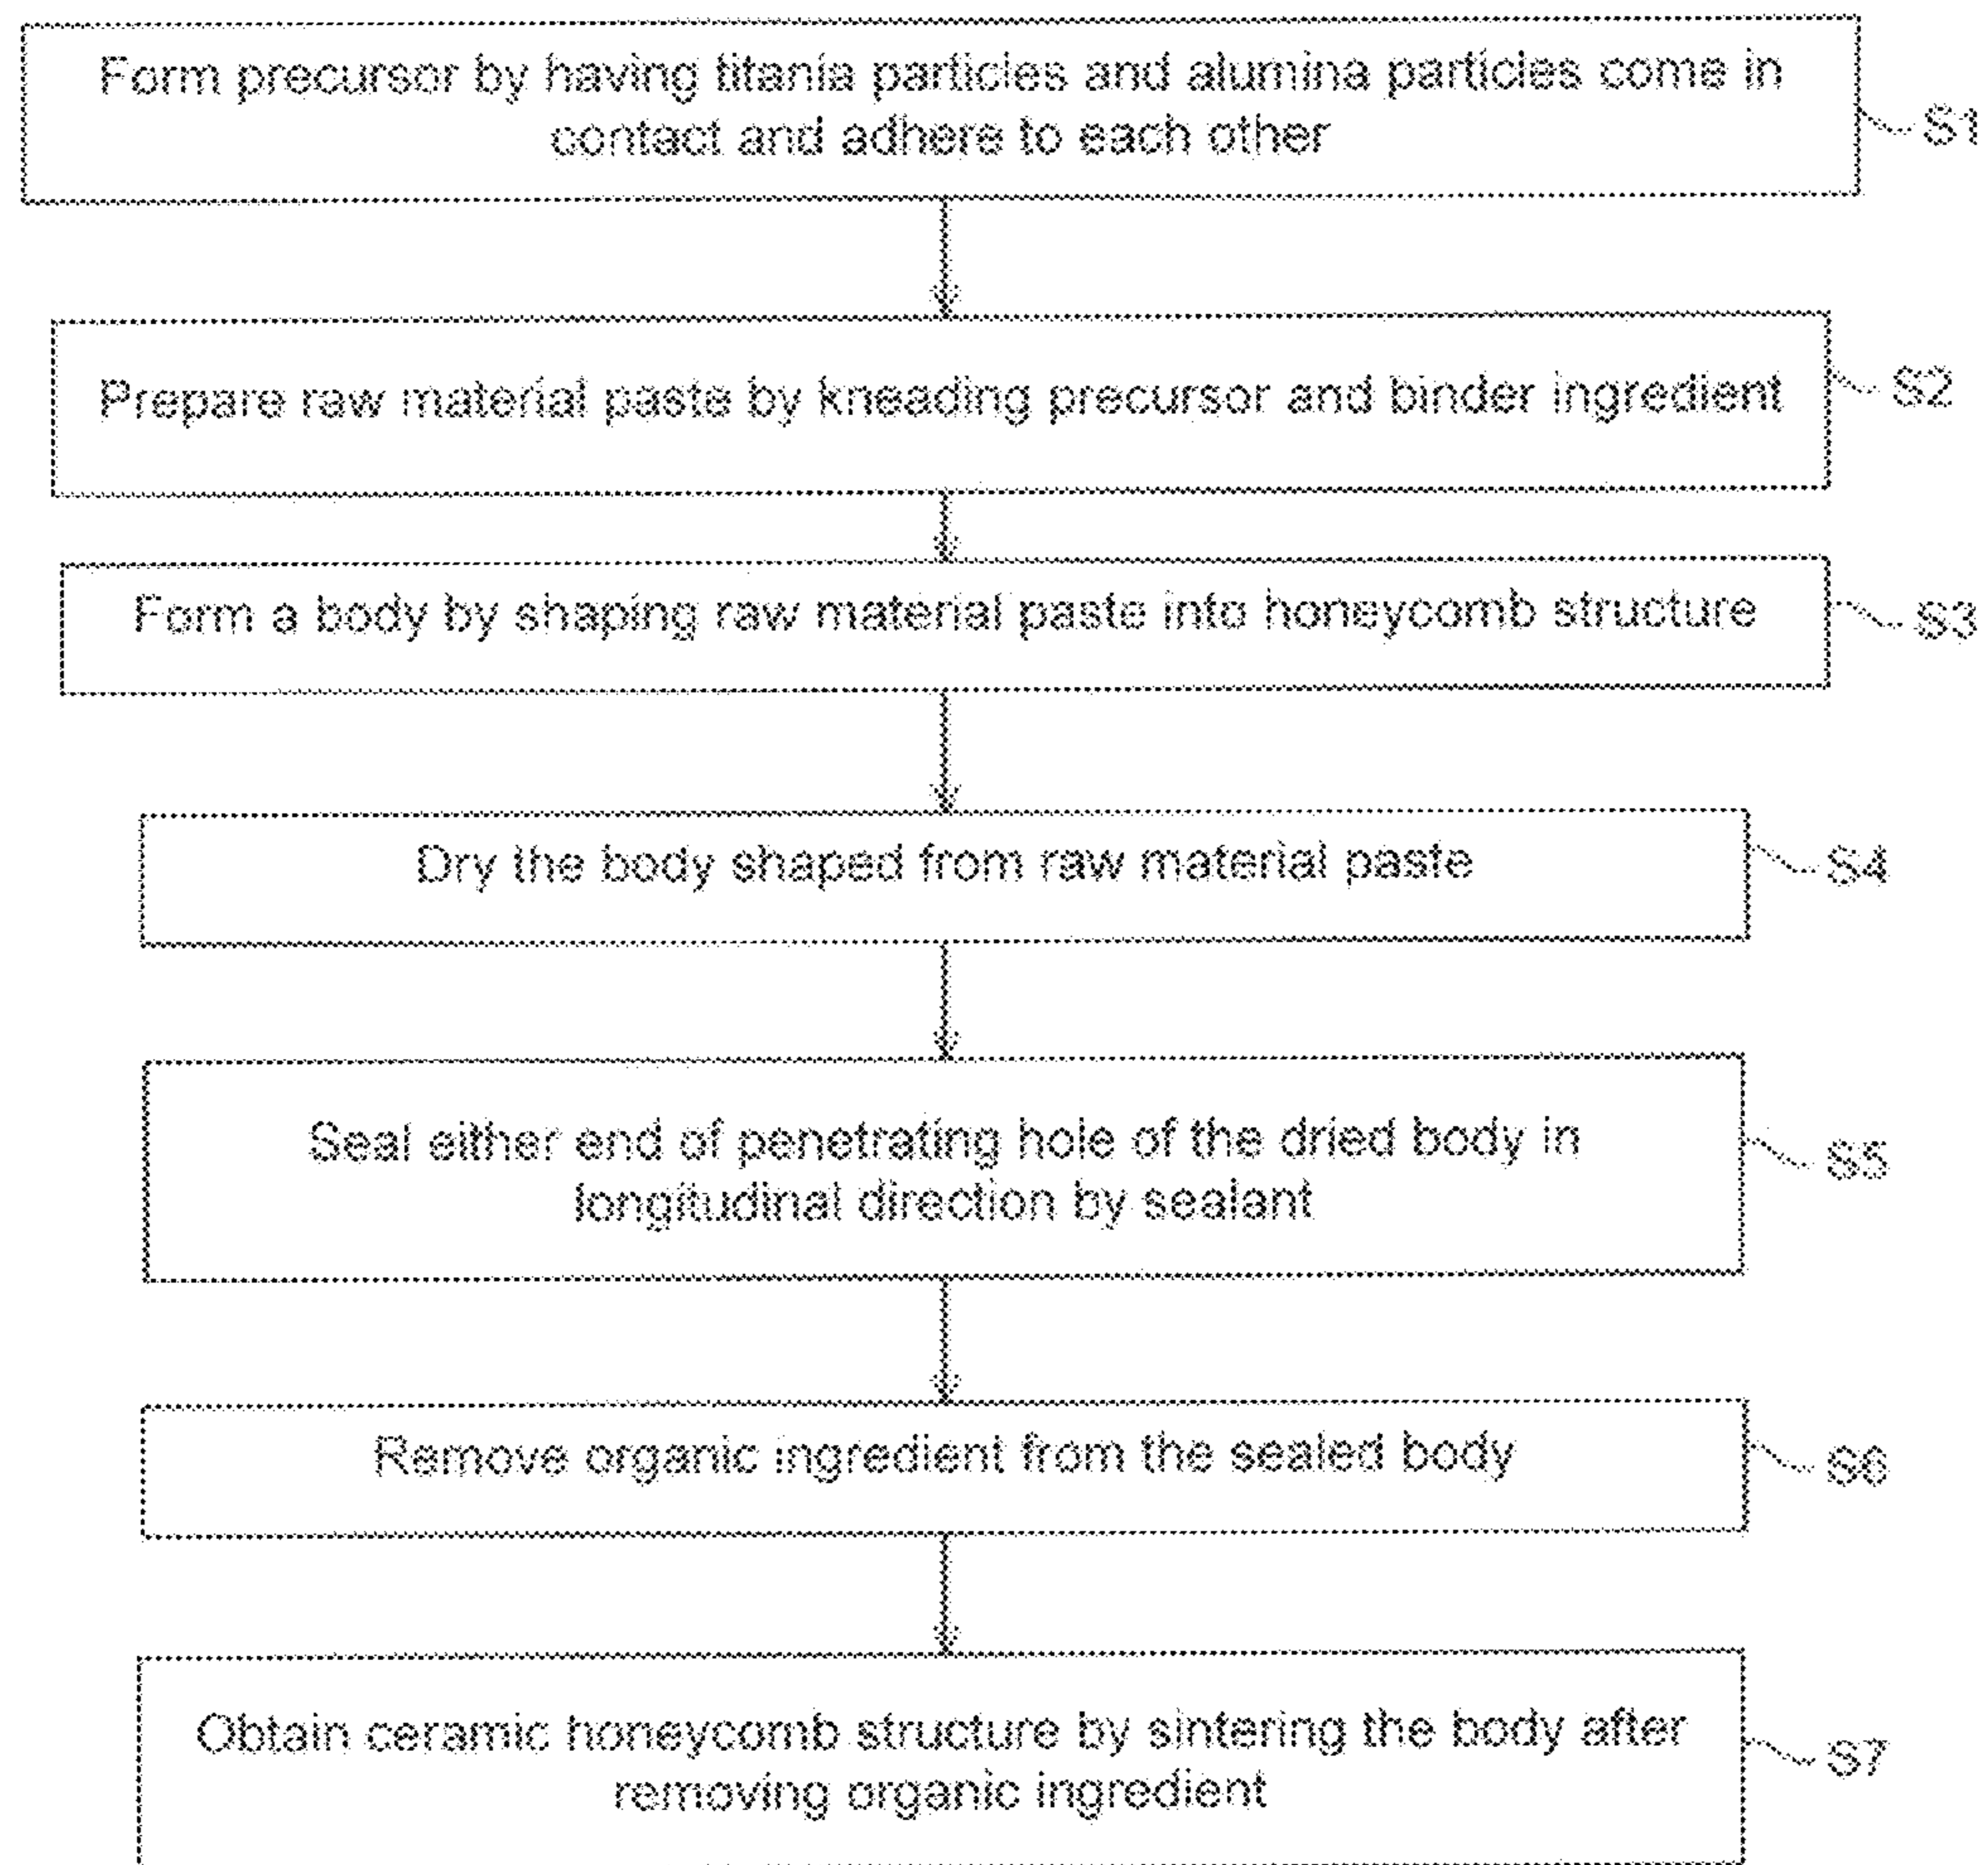 Form precursor by having titania particles and alumina particles come in
contact and adhere to each other
S1
Prepare raw material paste by kneading precursor and binder ingredient
S2
Form a body by shaping raw material paste into honeycomb structure
S3
Dry the body shaped from raw material paste
S4
Seal either end of penetrating hole of the dried body in
longitudinal direction by sealant
S5
Remove organic ingredient from the sealed body
S6
Obtain ceramic honeycomb structure by sintering the body after
removing organic ingredient
S7